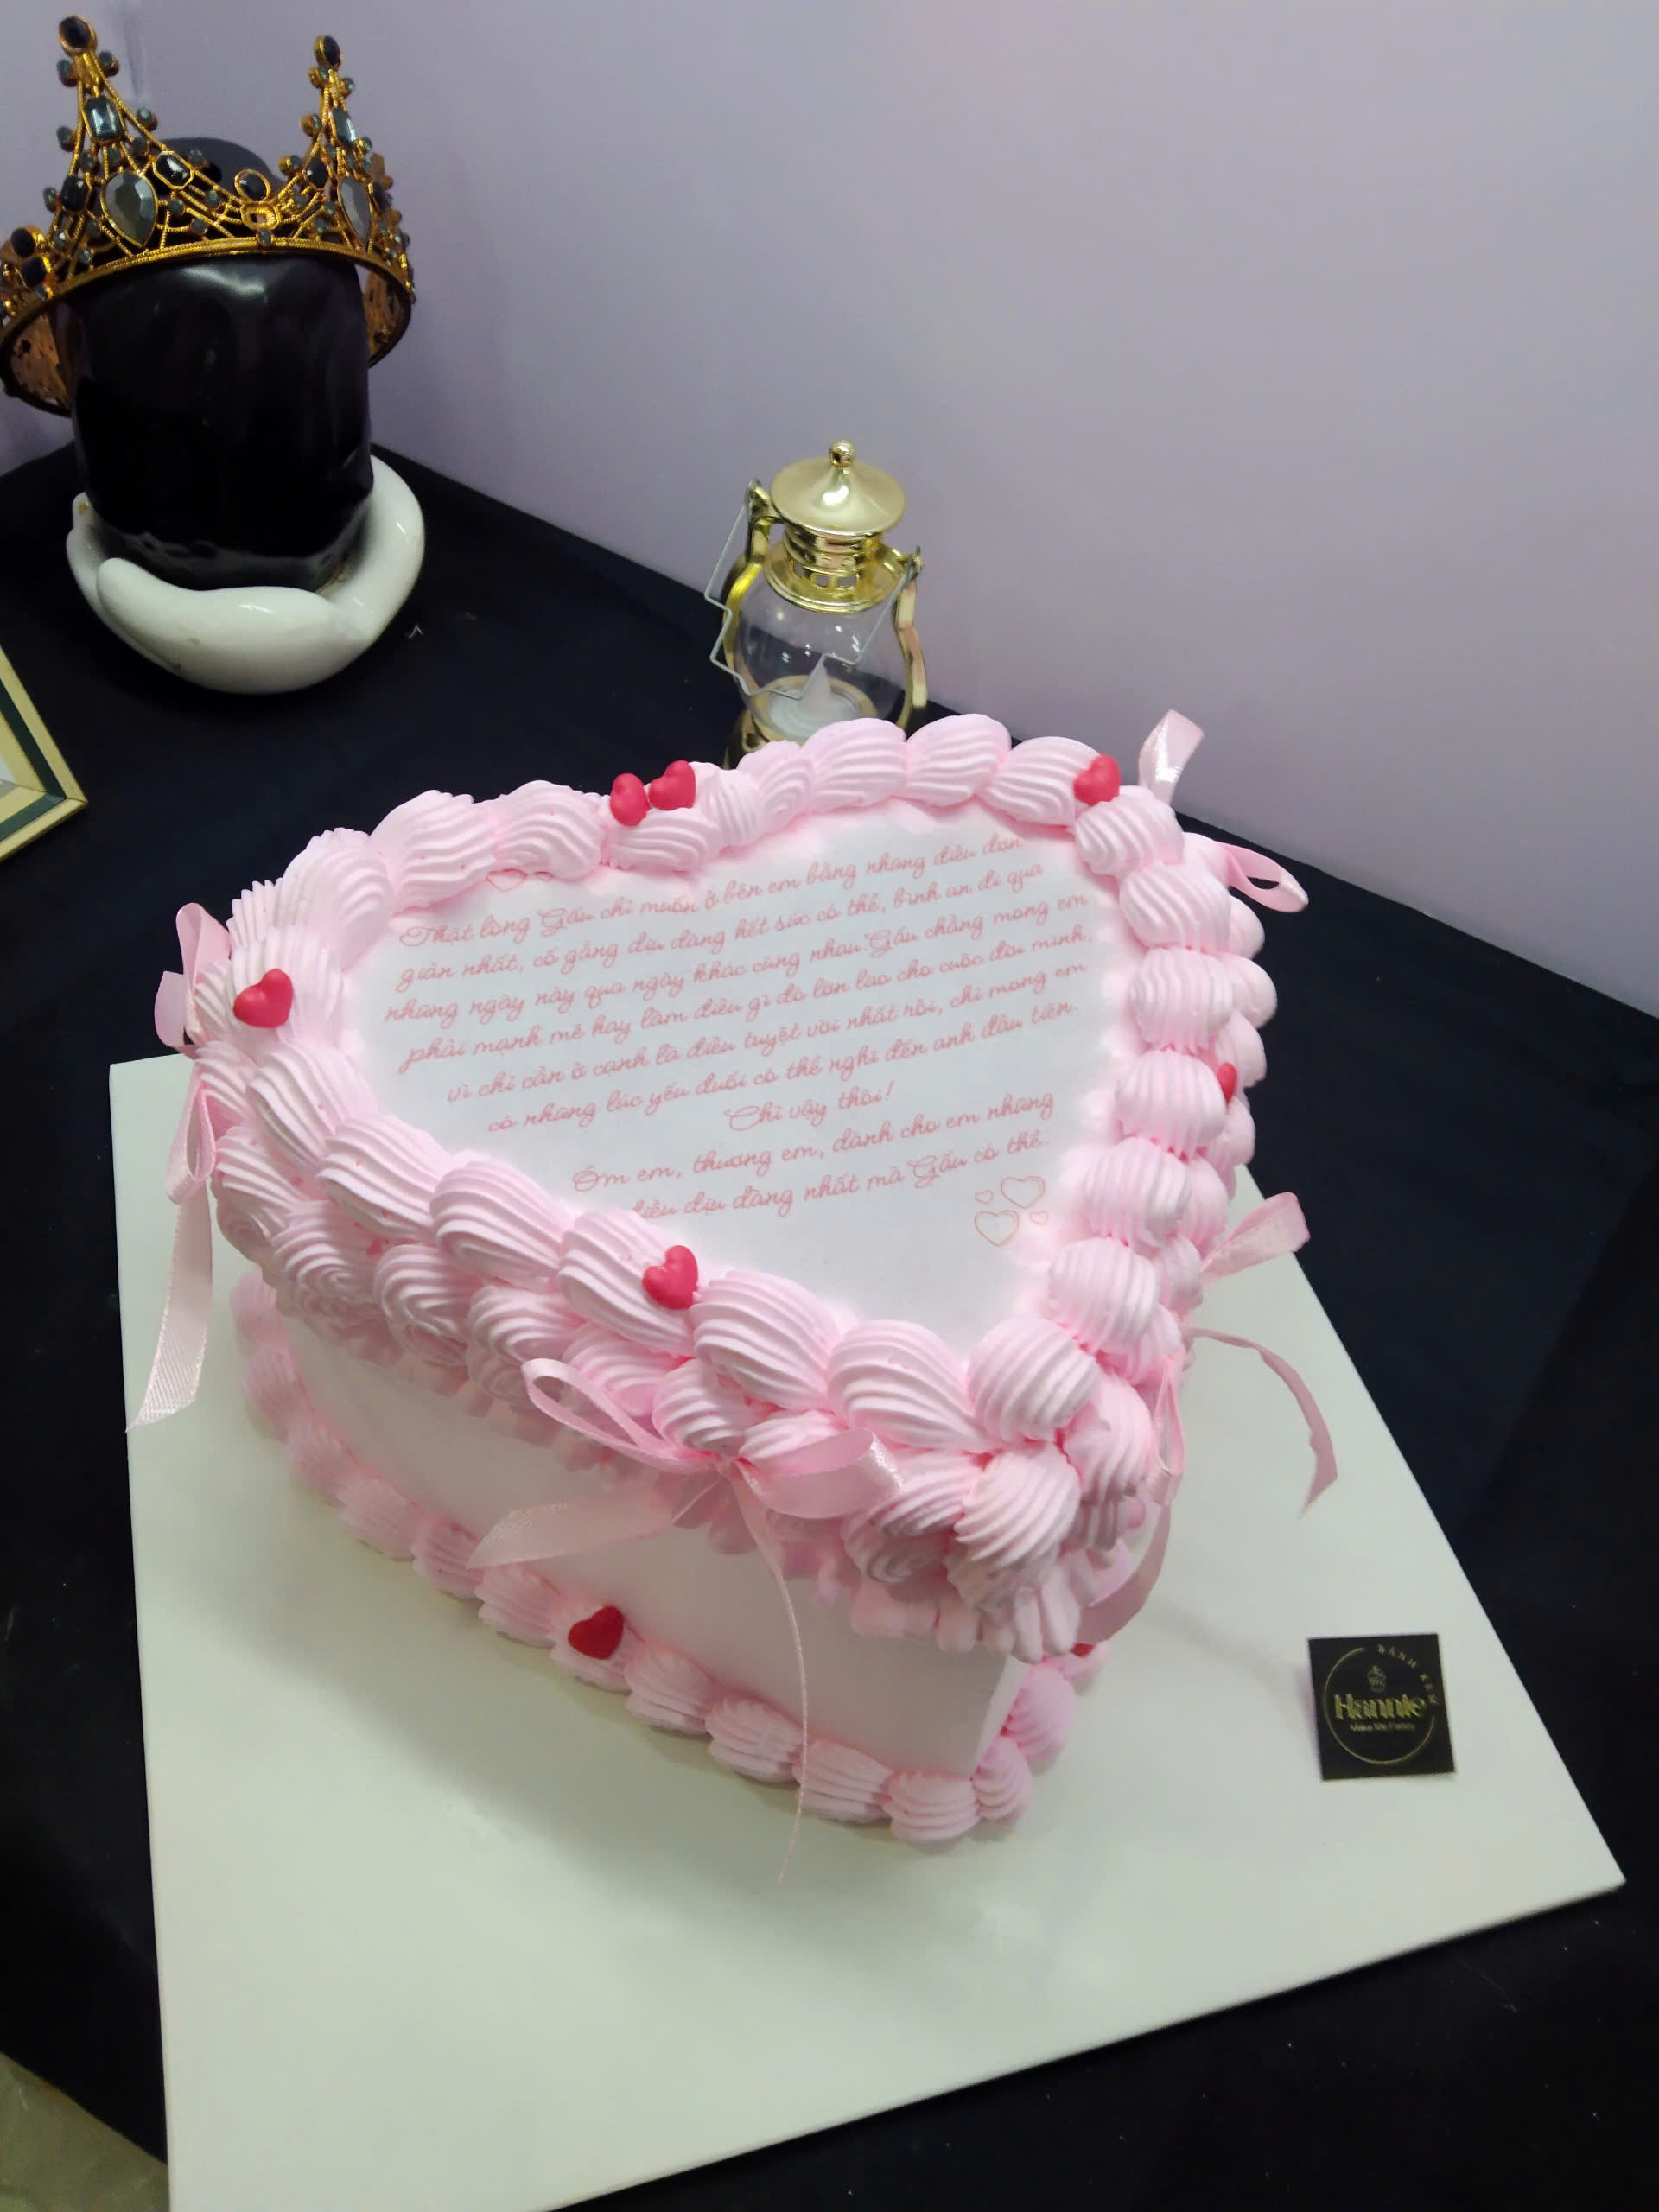 Thật lòng Gấu chỉ muốn ở bên em bằng những điều đơn
giản nhất, cố gắng dịu dàng hết sức có thể, bình an đi qua
những ngày này qua ngày khác cùng nhau. Gấu chẳng mong em
phải mạnh mẽ hay làm điều gì đó lớn lao cho cuộc đời mình,
vì chỉ cần ở cạnh là điều tuyệt vời nhất rồi, chỉ mong em
có những lúc yếu đuối có thể nghĩ đến anh đầu tiên.
Chỉ vậy thôi!
Ôm em, thương em, dành cho em những
điều dịu dàng nhất mà Gấu có thể.
BÁNH KEM
Hannie
Make Me Fancy